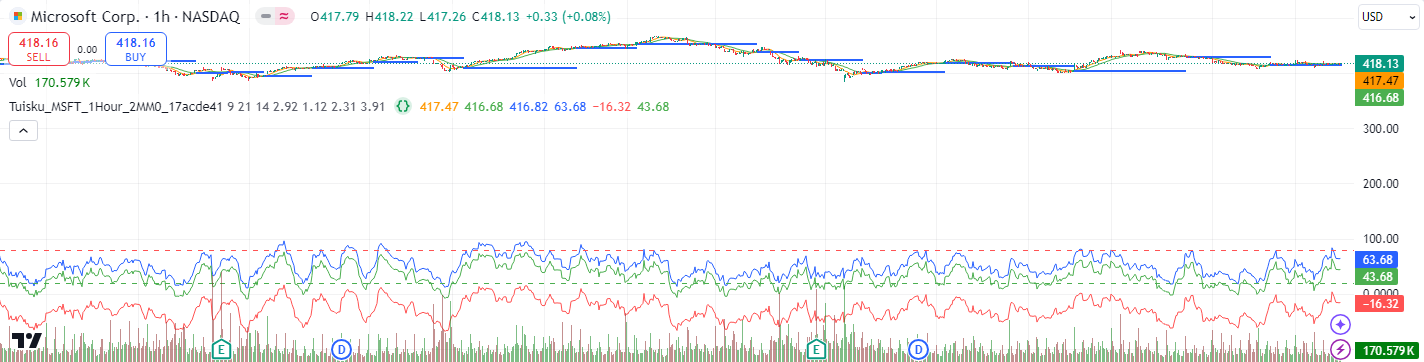 Microsoft Corp. · 1h · NASDAQ O417.79 H418.22 L417.26 C418.13 +0.33 (+0.08%) USD
418.16 0.00 418.16
SELL BUY
418.13
Vol 170.579 K 417.47
416.68
Tuisku_MSFT_1Hour_2MM0_17acde41 9 21 14 2.92 1.12 2.31 3.91 {} 417.47 416.68 416.82 63.68 −16.32 43.68
300.00
200.00
100.00
63.68
43.68
0.0000
−16.32
E D E D 170.579 K